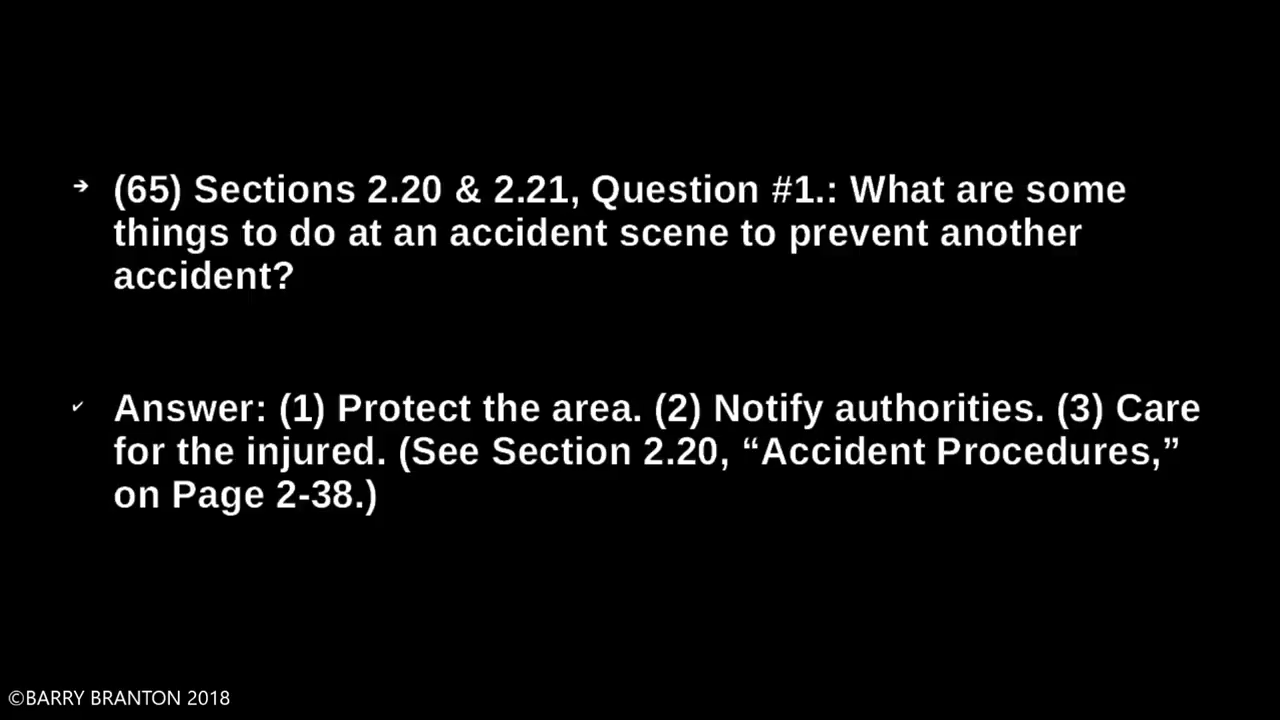 ➔ (65) Sections 2.20 & 2.21, Question #1.: What are some
things to do at an accident scene to prevent another
accident?
✓ Answer: (1) Protect the area. (2) Notify authorities. (3) Care
for the injured. (See Section 2.20, “Accident Procedures,”
on Page 2-38.)
©BARRY BRANTON 2018